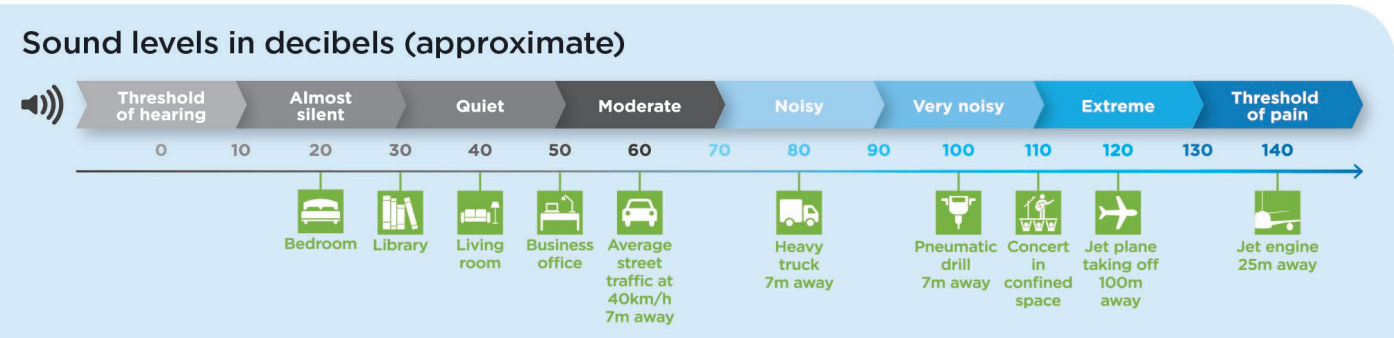 Sound levels in decibels (approximate)
Threshold
of hearing
Almost
silent
Quiet
Moderate
Noisy
Very noisy
Extreme
Threshold
of pain
0 10 20 30 40 50 60 70 80 90 100 110 120 130 140
Bedroom
Library
Living
room
Business
office
Average
street
traffic at
40km/h
7m away
Heavy
truck
7m away
Pneumatic
drill
7m away
Concert
in
confined
space
Jet plane
taking off
100m
away
Jet engine
25m away